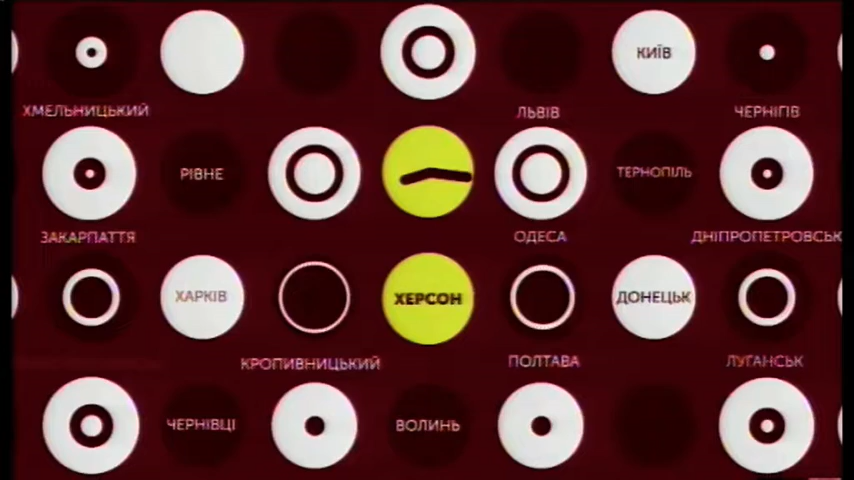 КИЇВ
ХМЕЛЬНИЦЬКИЙ
ЛЬВІВ
ЧЕРНІГІВ
РІВНЕ
ТЕРНОПІЛЬ
ЗАКАРПАТТЯ
ОДЕСА
ДНІПРОПЕТРОВСЬК
ХАРКІВ
ХЕРСОН
ДОНЕЦЬК
КРОПИВНИЦЬКИЙ
ПОЛТАВА
ЛУГАНСЬК
ЧЕРНІВЦІ
ВОЛИНЬ